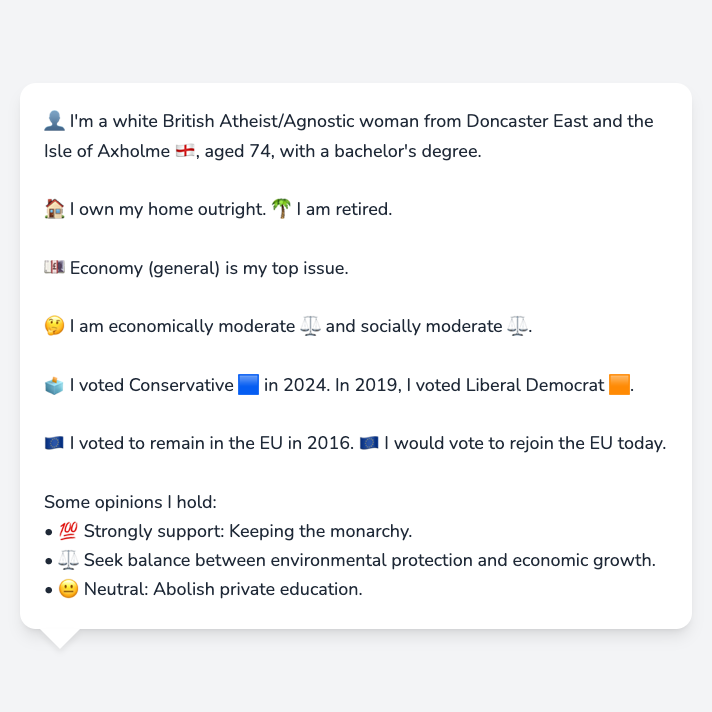 👤 I'm a white British Atheist/Agnostic woman from Doncaster East and the
Isle of Axholme 🏴󠁧󠁢󠁥󠁮󠁧󠁿, aged 74, with a bachelor's degree.
🏠 I own my home outright. 🌴 I am retired.
💷 Economy (general) is my top issue.
🤔 I am economically moderate ⚖️ and socially moderate ⚖️.
🗳️ I voted Conservative 🟦 in 2024. In 2019, I voted Liberal Democrat 🟧.
🇪🇺 I voted to remain in the EU in 2016. 🇪🇺 I would vote to rejoin the EU today.
Some opinions I hold:
• 💯 Strongly support: Keeping the monarchy.
• ⚖️ Seek balance between environmental protection and economic growth.
• 😐 Neutral: Abolish private education.